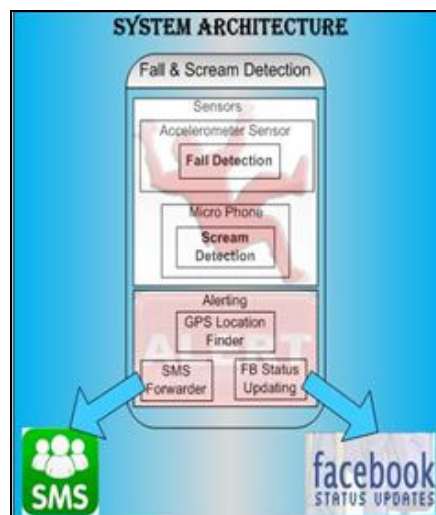 SYSTEM ARCHITECTURE
Fall & Scream Detection
Sensors
Accelerometer Sensor
Fall Detection
Micro Phone
Scream
Detection
Alerting
GPS Location
Finder
ALERT
SMS
Forwarder
FB Status
Updating
SMS
facebook
STATUS UPDATES